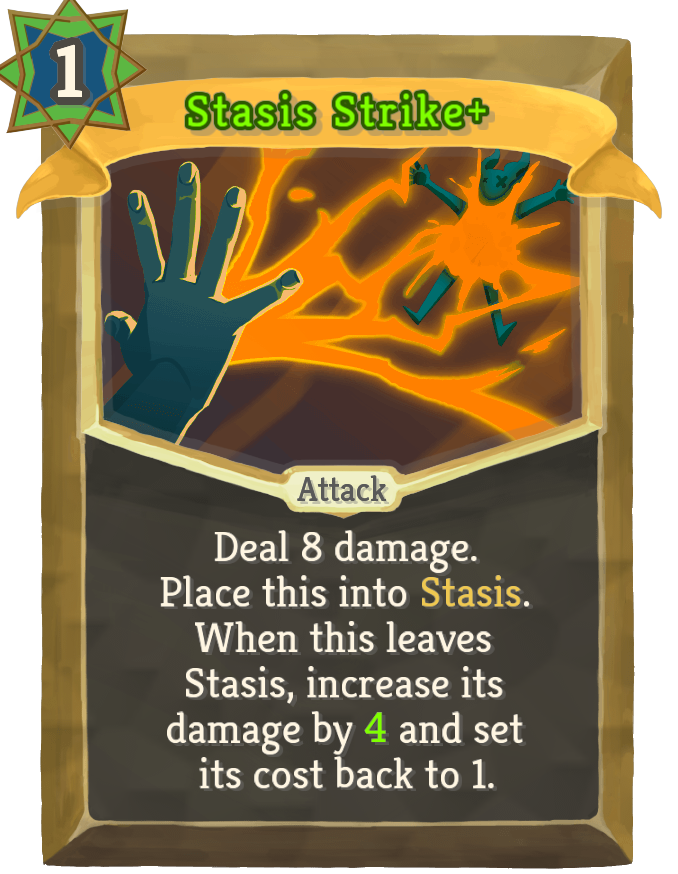 1
Stasis Strike+
Attack
Deal 8 damage.
Place this into Stasis.
When this leaves
Stasis, increase its
damage by 4 and set
its cost back to 1.